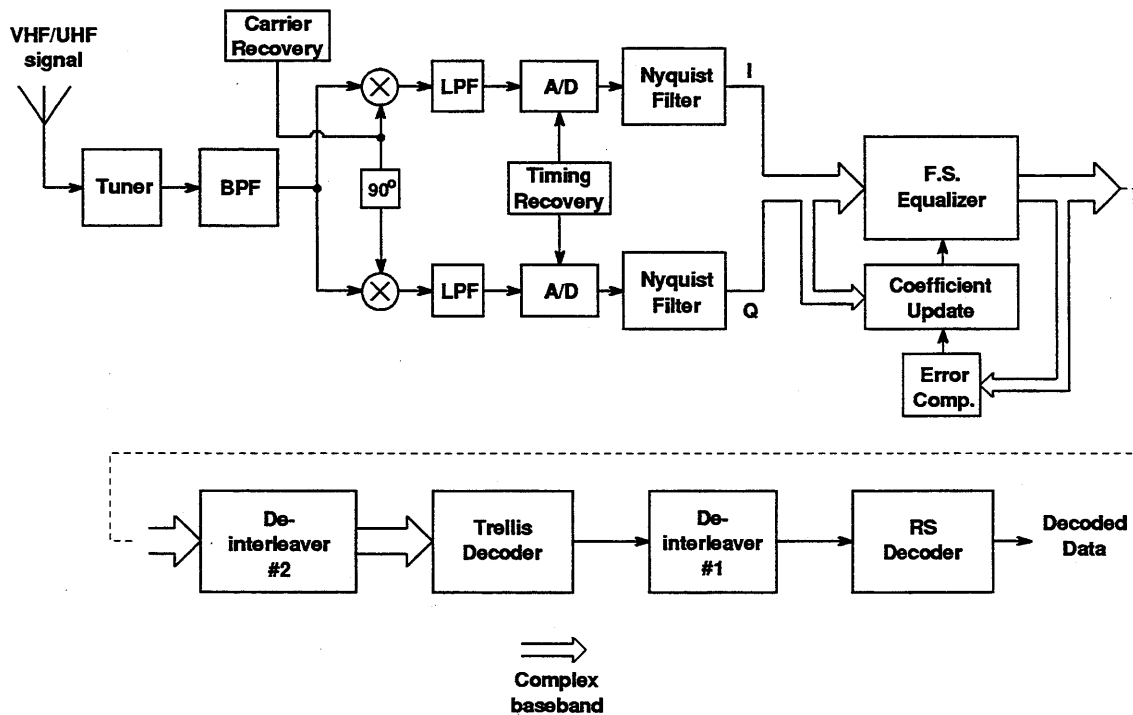 VHF/UHF
signal
Carrier
Recovery
LPF
A/D
Nyquist
Filter
I
Tuner
BPF
90o
Timing
Recovery
F.S.
Equalizer
LPF
A/D
Nyquist
Filter
Q
Coefficient
Update
Error
Comp.
De-
interleaver
#2
Trellis
Decoder
De-
interleaver
#1
RS
Decoder
Decoded
Data
Complex
baseband